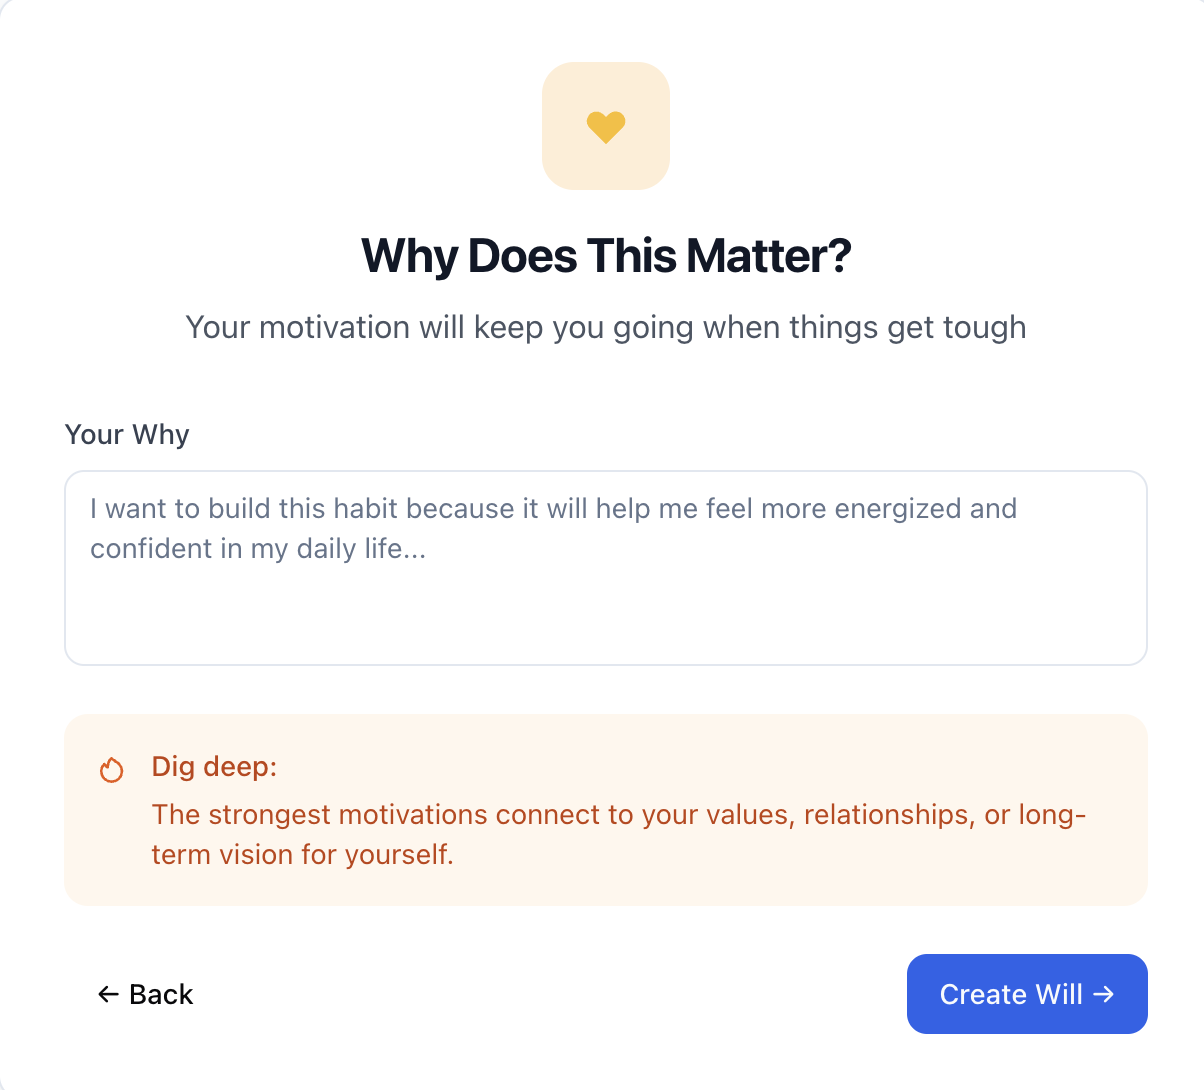 Why Does This Matter?
Your motivation will keep you going when things get tough
Your Why
I want to build this habit because it will help me feel more energized and
confident in my daily life...
Dig deep:
The strongest motivations connect to your values, relationships, or long-
term vision for yourself.
← Back
Create Will →